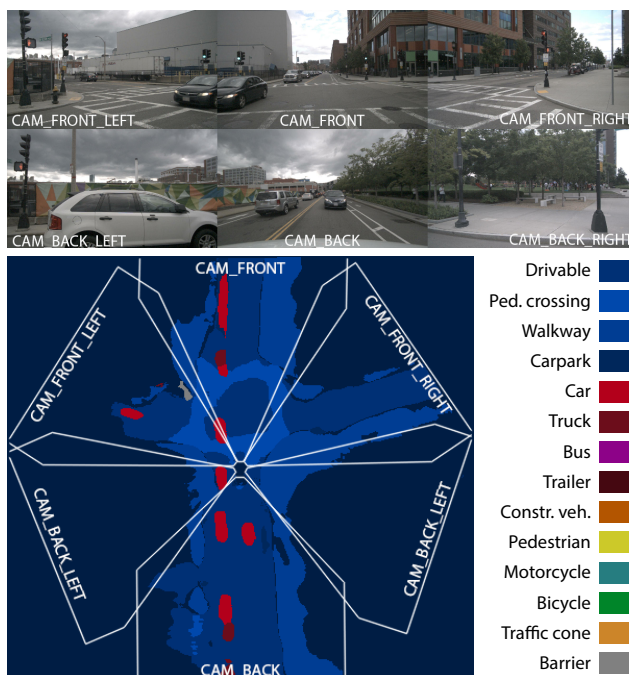 CAM_FRONT_LEFT
CAM_FRONT
CAM_FRONT_RIGHT
CAM_BACK_LEFT
CAM_BACK
CAM_BACK_RIGHT
CAM_FRONT
CAM_FRONT_LEFT
CAM_FRONT_RIGHT
CAM_BACK_LEFT
CAM_BACK_LEFT
CAM_BACK
Drivable
Ped. crossing
Walkway
Carpark
Car
Truck
Bus
Trailer
Constr. veh.
Pedestrian
Motorcycle
Bicycle
Traffic cone
Barrier